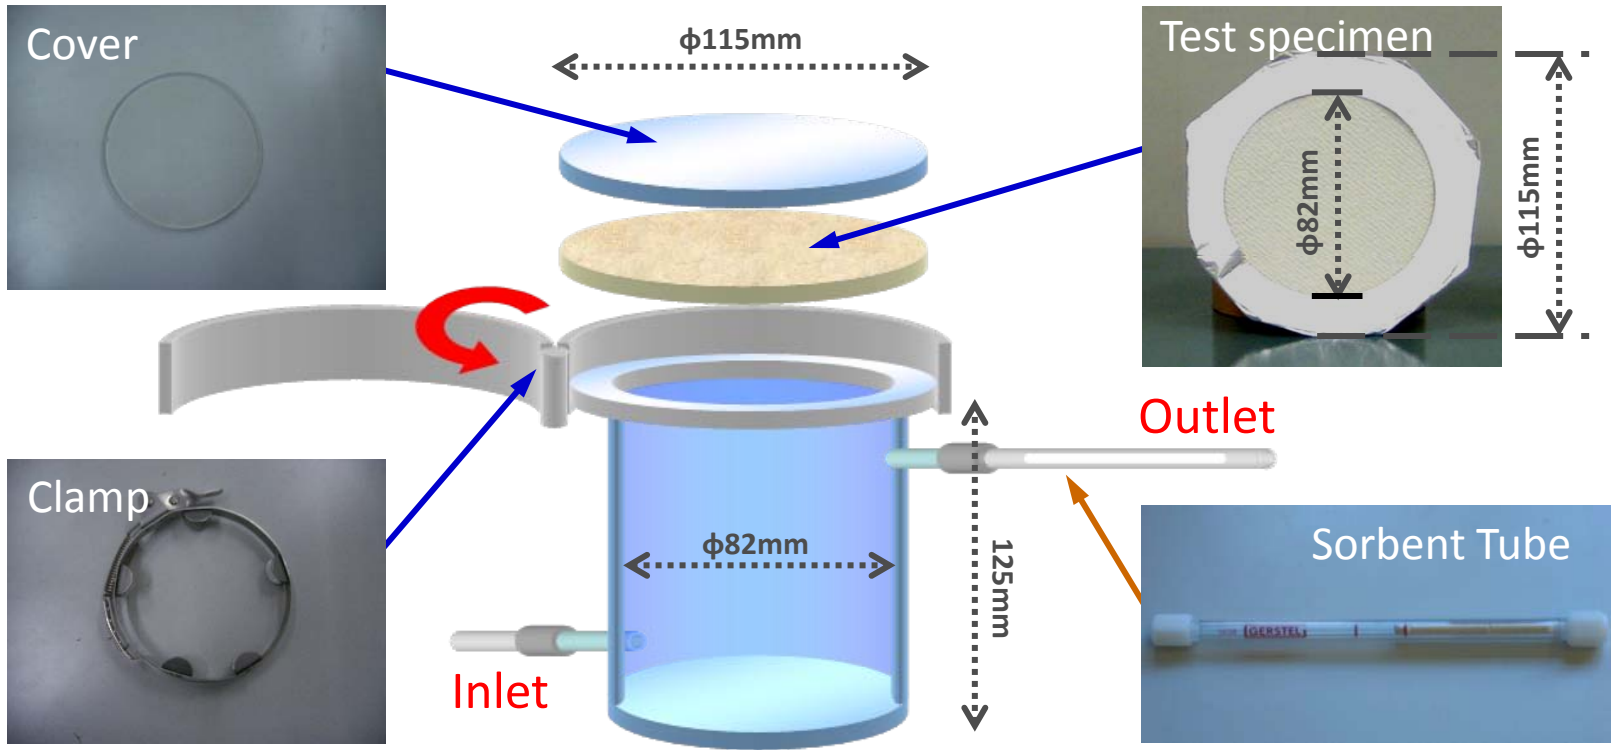 Cover
ϕ115mm
Test specimen
ϕ82mm
ϕ115mm
Outlet
Clamp
ϕ82mm
125mm
Sorbent Tube
GERSTEL
Inlet